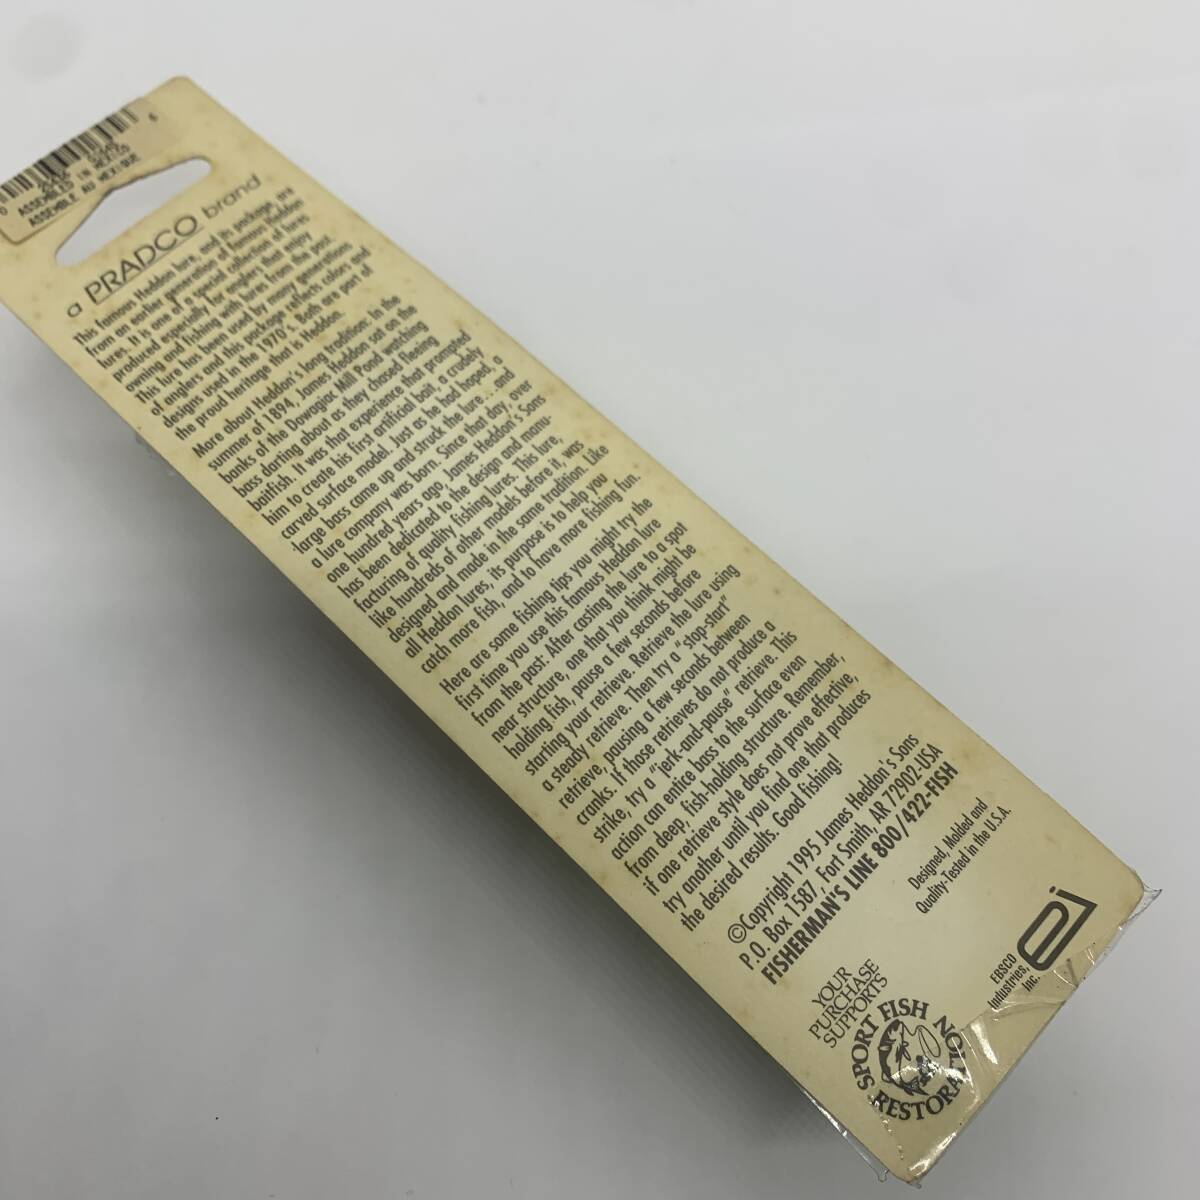 ASSEMBLED IN MEXICO
ASSEMBLE AU MEXIQUE
a PRADCO brand
This famous Heddon lure, and its package, are
from an earlier generation of famous Heddon
lures. It is one of a special collection of lures
produced especially for anglers that enjoy
owning and fishing with lures from the past.
This lure has been used by many generations
of anglers and this package reflects colors and
designs used in the 1970's. Both are part of
the proud heritage that is Heddon.
More about Heddon's long tradition: In the
summer of 1894, James Heddon sat on the
banks of the Dowagiac Mill Pond watching
bass darting about as they chased fleeing
baitfish. It was that experience that prompted
him to create his first artificial bait, a crudely
carved surface model. Just as he had hoped, a
large bass came up and struck the lure...and
a lure company was born. Since that day, over
one hundred years ago, James Heddon's Sons
has been dedicated to the design and manu-
facturing of quality fishing lures. This lure,
like hundreds of other models before it, was
designed and made in the same tradition. Like
all Heddon lures, its purpose is to help you
catch more fish, and to have more fishing fun.
Here are some fishing tips you might try the
first time you use this famous Heddon lure
from the past: After casting the lure to a spot
near structure, one that you think might be
holding fish, pause a few seconds before
starting your retrieve. Retrieve the lure using
a steady retrieve. Then try a "stop-start"
retrieve, pausing a few seconds between
cranks. If those retrieves do not produce a
strike, try a "jerk-and-pause" retrieve. This
action can entice bass to the surface even
from deep, fish-holding structure. Remember,
if one retrieve style does not prove effective,
try another until you find one that produces
the desired results. Good fishing!
©Copyright 1995 James Heddon's Sons
P.O. Box 1587, Fort Smith, AR 72902-USA
FISHERMAN'S LINE 800/422-FISH
Designed, Molded and
Quality-Tested in the U.S.A.
YOUR
PURCHASE
SUPPORTS
SPORT FISH
RESTORATION
EBSCO
Industries,
Inc.
ei